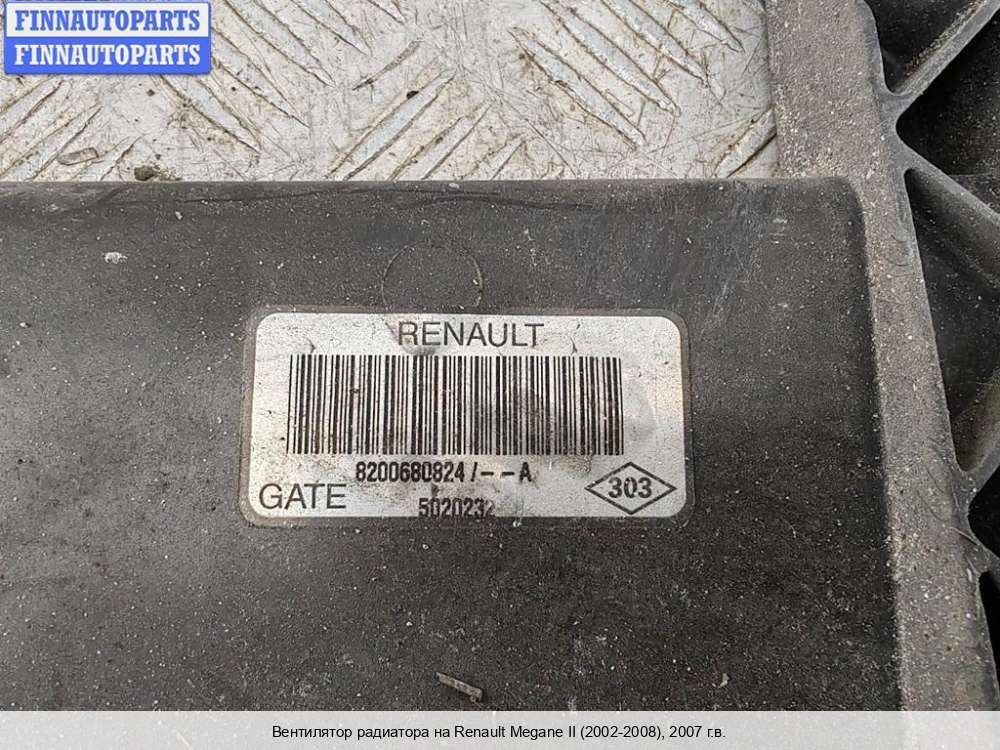 FINNAUTOPARTS
FINNAUTOPARTS
RENAULT
8200680824/--A
GATE
5020232
303
Вентилятор радиатора на Renault Megane II (2002-2008), 2007 г.в.